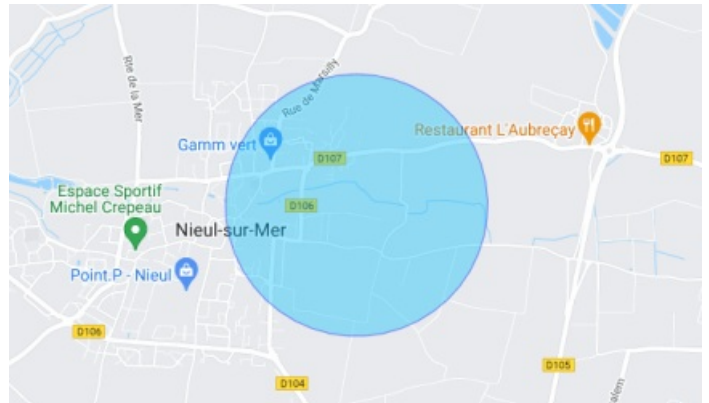 Rte de la Mer
Rue de Marsilly
Gamm vert
Restaurant L'Aubreçay
D107
D107
Espace Sportif
Michel Crepeau
D106
Nieul-sur-Mer
Point.P - Nieul
D106
D105
D104
alem